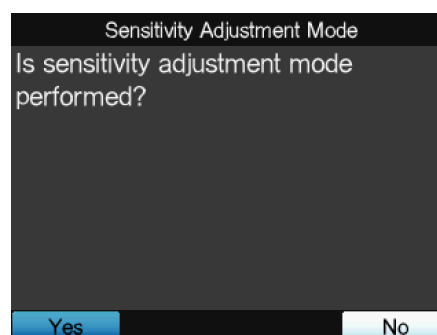 Sensitivity Adjustment Mode
Is sensitivity adjustment mode
performed?
Yes No